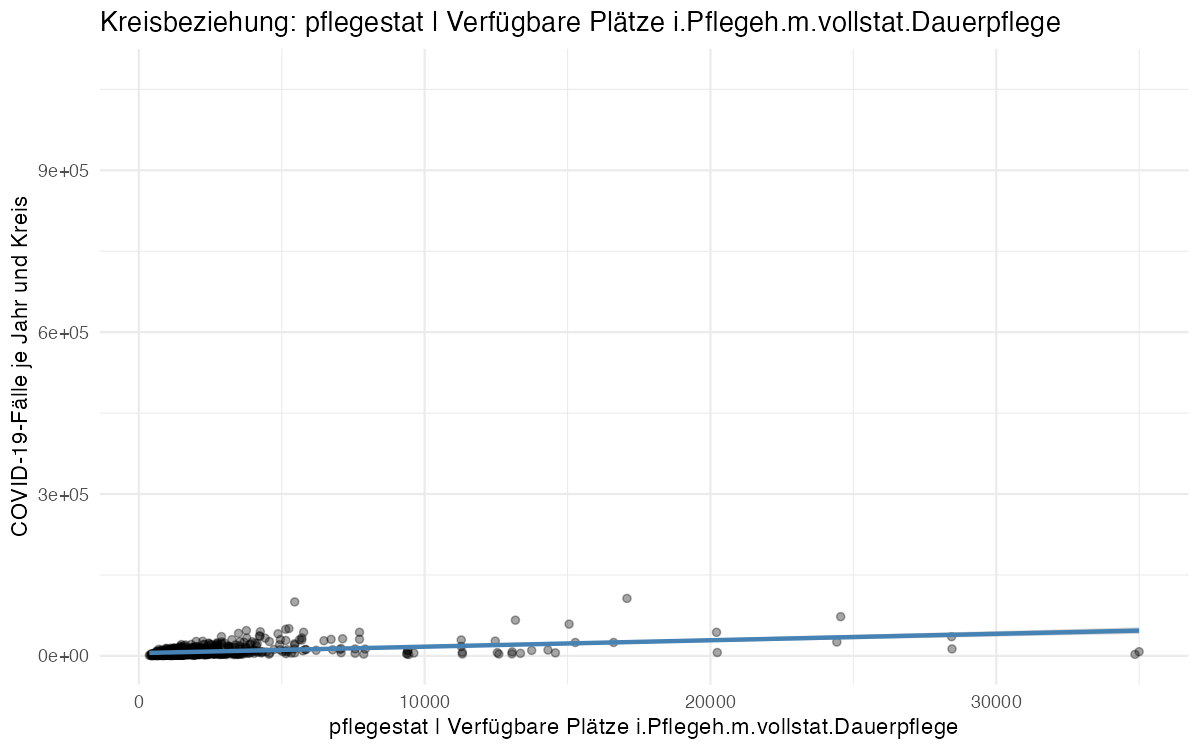 Kreisbeziehung: pflegestat | Verfügbare Plätze i.Pflegeh.m.vollstat.Dauerpflege
COVID-19-Fälle je Jahr und Kreis
9e+05
6e+05
3e+05
0e+00
0 10000 20000 30000
pflegestat | Verfügbare Plätze i.Pflegeh.m.vollstat.Dauerpflege